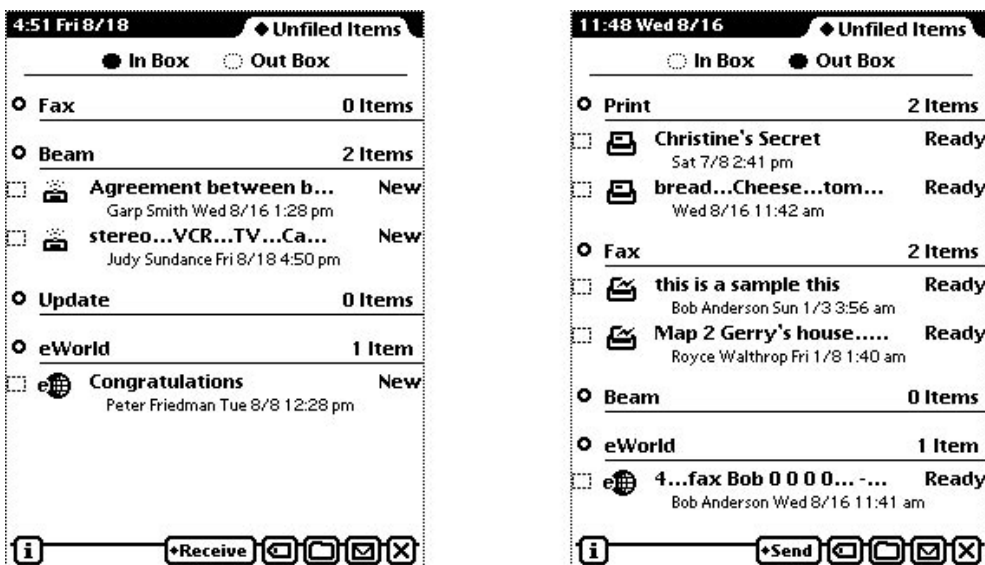 4:51 Fri 8/18 ◆ Unfiled Items
In Box Out Box
Fax 0 Items
Beam 2 Items
Agreement between b... New
Garp Smith Wed 8/16 1:28 pm
stereo...VCR...TV...Ca... New
Judy Sundance Fri 8/18 4:50 pm
Update 0 Items
eWorld 1 Item
e Congratulations New
Peter Friedman Tue 8/8 12:28 pm
i ◆Receive X
11:48 Wed 8/16 ◆ Unfiled Items
In Box Out Box
Print 2 Items
Christine's Secret Ready
Sat 7/8 2:41 pm
bread...Cheese...tom... Ready
Wed 8/16 11:42 am
Fax 2 Items
this is a sample this Ready
Bob Anderson Sun 1/3 3:56 am
Map 2 Gerry's house..... Ready
Royce Walthrop Fri 1/8 1:40 am
Beam 0 Items
eWorld 1 Item
e 4...fax Bob 0 0 0 0... -... Ready
Bob Anderson Wed 8/16 11:41 am
i ◆Send X